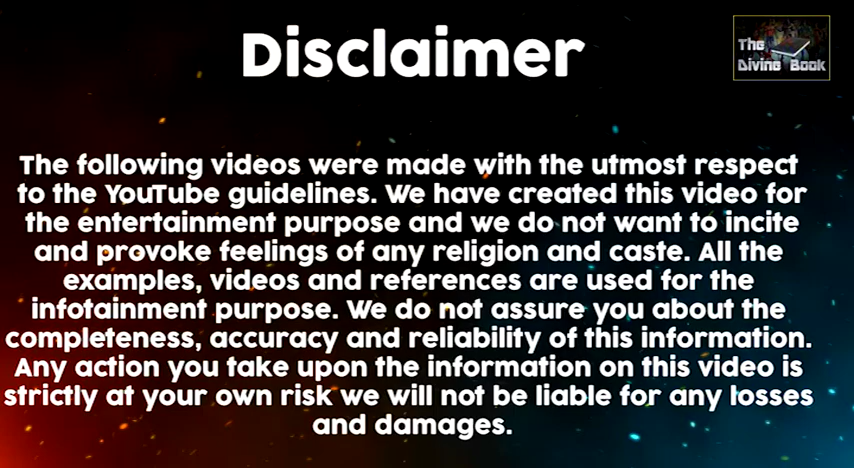 Disclaimer
The Divine Book
The following videos were made with the utmost respect
to the YouTube guidelines. We have created this video for
the entertainment purpose and we do not want to incite
and provoke feelings of any religion and caste. All the
examples, videos and references are used for the
infotainment purpose. We do not assure you about the
completeness, accuracy and reliability of this information.
Any action you take upon the information on this video is
strictly at your own risk we will not be liable for any losses
and damages.